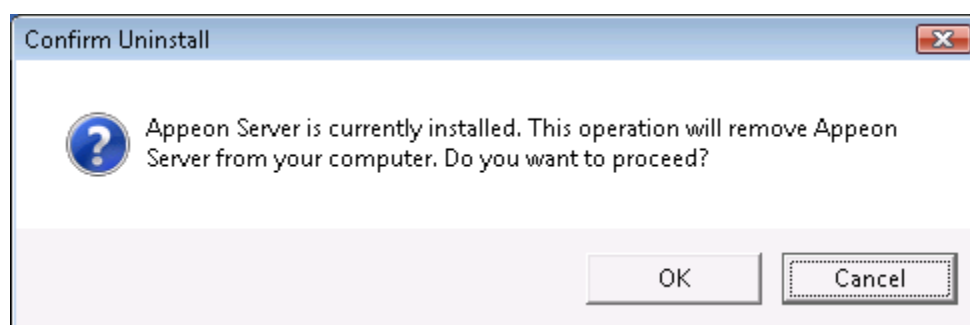 Confirm Uninstall
Appeon Server is currently installed. This operation will remove Appeon
Server from your computer. Do you want to proceed?
OK
Cancel